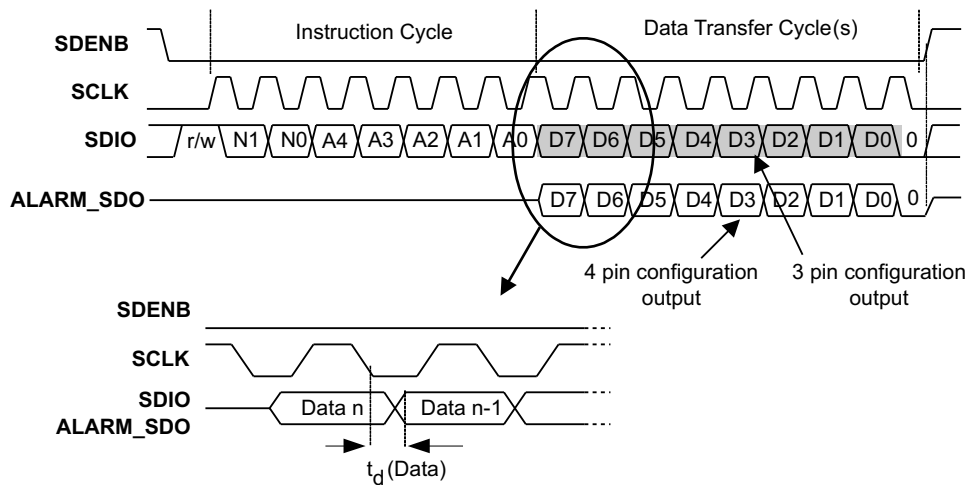 Instruction Cycle Data Transfer Cycle(s)
SDENB
SCLK
SDIO r/w N1 N0 A4 A3 A2 A1 A0 D7 D6 D5 D4 D3 D2 D1 D0 0
ALARM_SDO D7 D6 D5 D4 D3 D2 D1 D0 0
4 pin configuration output
3 pin configuration output
SDENB
SCLK
SDIO
ALARM_SDO
Data n Data n-1
td(Data)